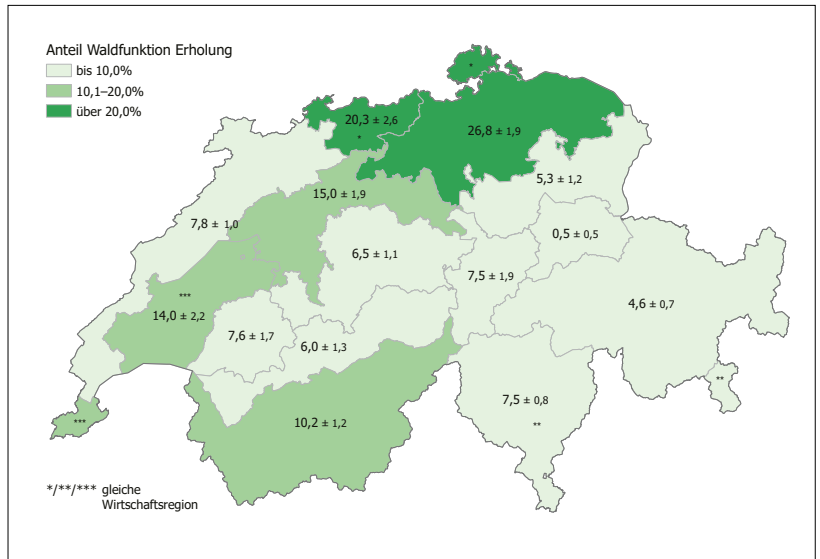 Anteil Waldfunktion Erholung
bis 10,0%
10,1–20,0%
über 20,0%
*
20,3 ± 2,6
*
26,8 ± 1,9
5,3 ± 1,2
15,0 ± 1,9
7,8 ± 1,0
0,5 ± 0,5
6,5 ± 1,1
7,5 ± 1,9
***
14,0 ± 2,2
4,6 ± 0,7
7,6 ± 1,7
6,0 ± 1,3
**
7,5 ± 0,8
**
10,2 ± 1,2
***
*/**/*** gleiche
Wirtschaftsregion